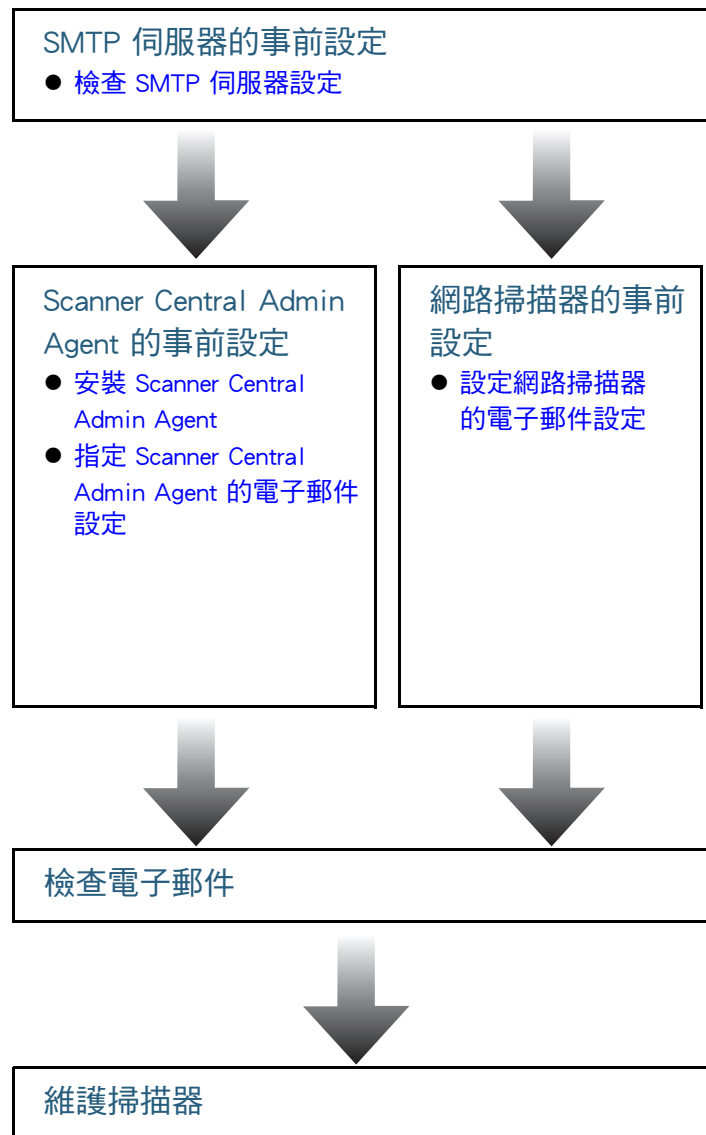 SMTP 伺服器的事前設定
● 檢查 SMTP 伺服器設定
Scanner Central Admin
Agent 的事前設定
● 安裝 Scanner Central
Admin Agent
● 指定 Scanner Central
Admin Agent 的電子郵件
設定
網路掃描器的事前
設定
● 設定網路掃描器
的電子郵件設定
檢查電子郵件
維護掃描器